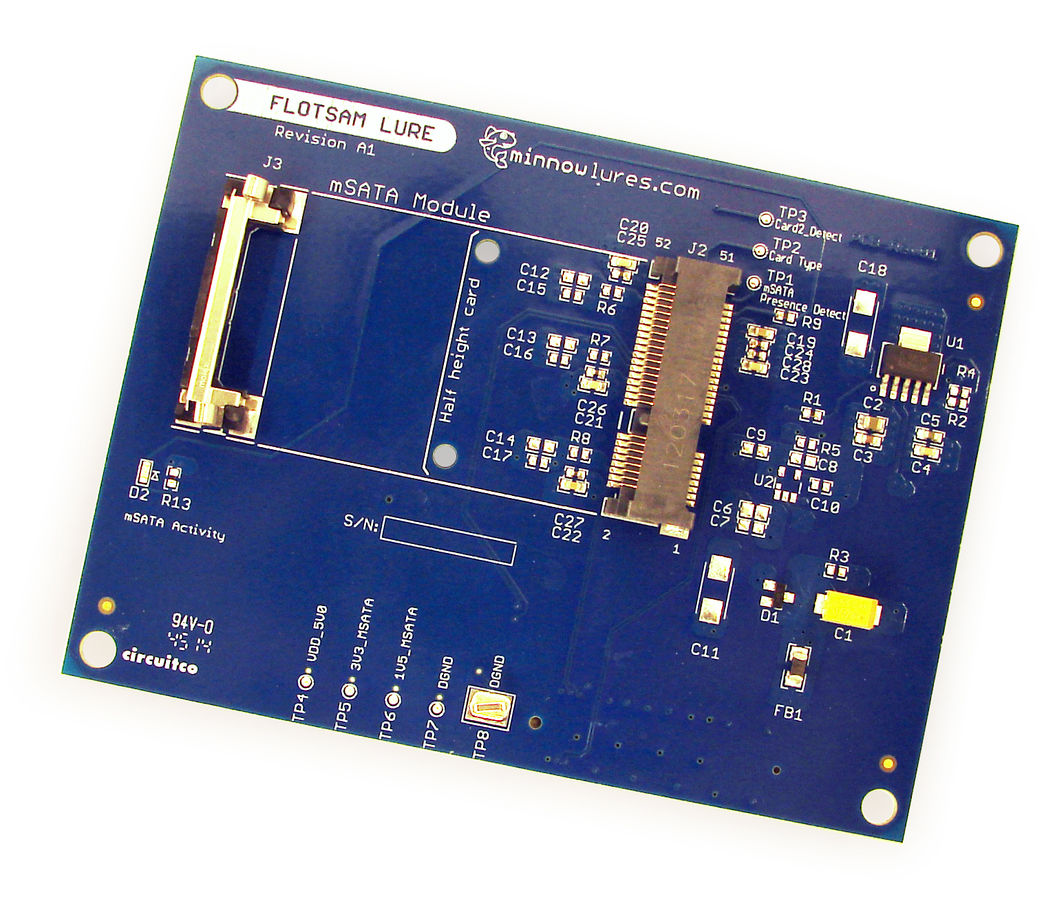 FLOTSAM LURE
Revision A1
minnowlures.com
J3
mSATA Module
Half height card
C20
C25
52
J2
51
TP3
Card2_Detect
TP2
Card Type
TP1
mSATA
Presence Detect
C18
C12
C15
R6
R9
C13
C16
R7
C19
C24
C28
C23
U1
R4
R2
C26
C21
120317
R1
C2
C3
C5
C4
C14
C17
R8
C9
R5
C8
U2
C10
C6
C7
C27
C22
2
1
D2
R13
mSATA Activity
S/N:
R3
D1
C1
C11
FB1
94V-0
4514
circuitco
TP4
VDD_5V0
TP5
3V3_MSATA
TP6
1V5_MSATA
TP7
DGND
TP8
DGND